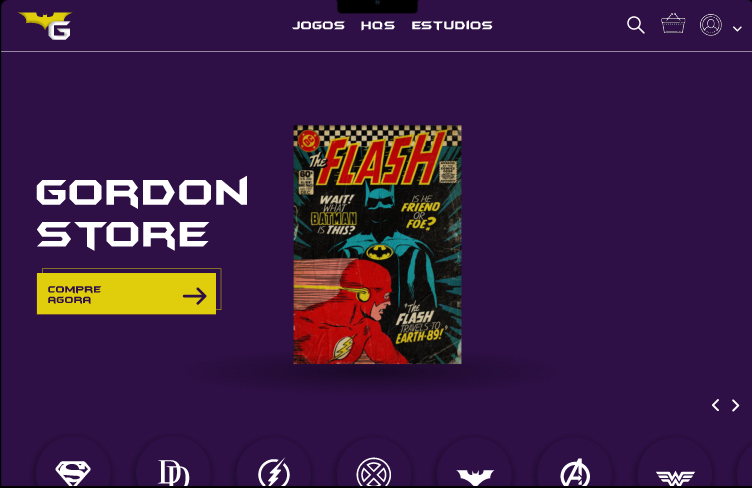 G
JOGOS HQS ESTUDIOS
GORDON
STORE
COMPRE
AGORA
DC
The
FLASH
WAIT!
WHAT
BATMAN
IS THIS?
IS HE
FRIEND
OR
FOE?
"THE
FLASH
TRAVELS TO
EARTH-89!"
S
DD
X
A